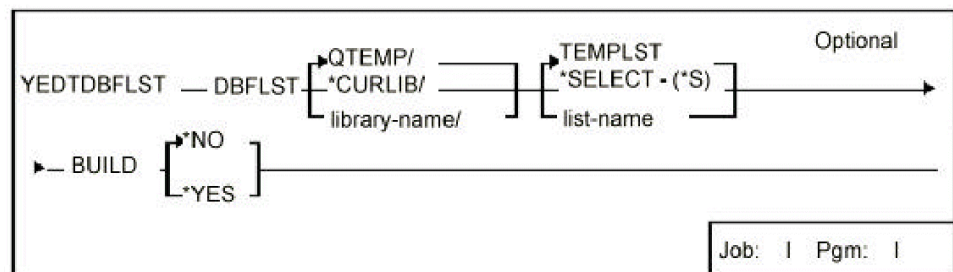 Optional
QTEMP/ TEMPLST
YEDTDBFLST DBFLST *CURLIB/ *SELECT - (*S)
library-name/ list-name
BUILD *NO
*YES
Job: I Pgm: I